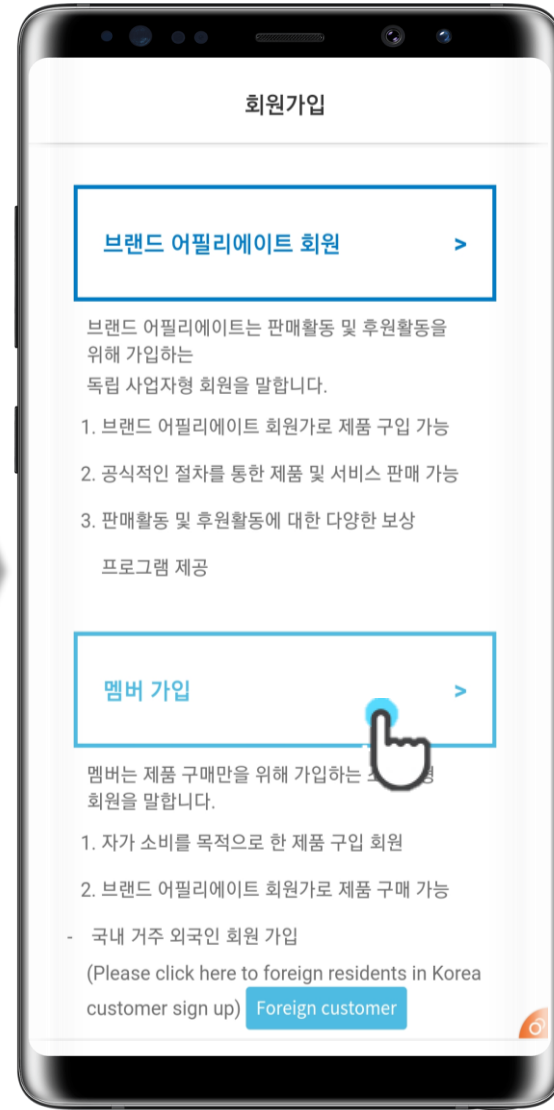 회원가입
브랜드 어필리에이트 회원 >
브랜드 어필리에이트는 판매활동 및 후원활동을
위해 가입하는
독립 사업자형 회원을 말합니다.
1. 브랜드 어필리에이트 회원가로 제품 구입 가능
2. 공식적인 절차를 통한 제품 및 서비스 판매 가능
3. 판매활동 및 후원활동에 대한 다양한 보상
프로그램 제공
멤버 가입 >
멤버는 제품 구매만을 위해 가입하는
회원을 말합니다.
1. 자가 소비를 목적으로 한 제품 구입 회원
2. 브랜드 어필리에이트 회원가로 제품 구매 가능
- 국내 거주 외국인 회원 가입
(Please click here to foreign residents in Korea
customer sign up) Foreign customer